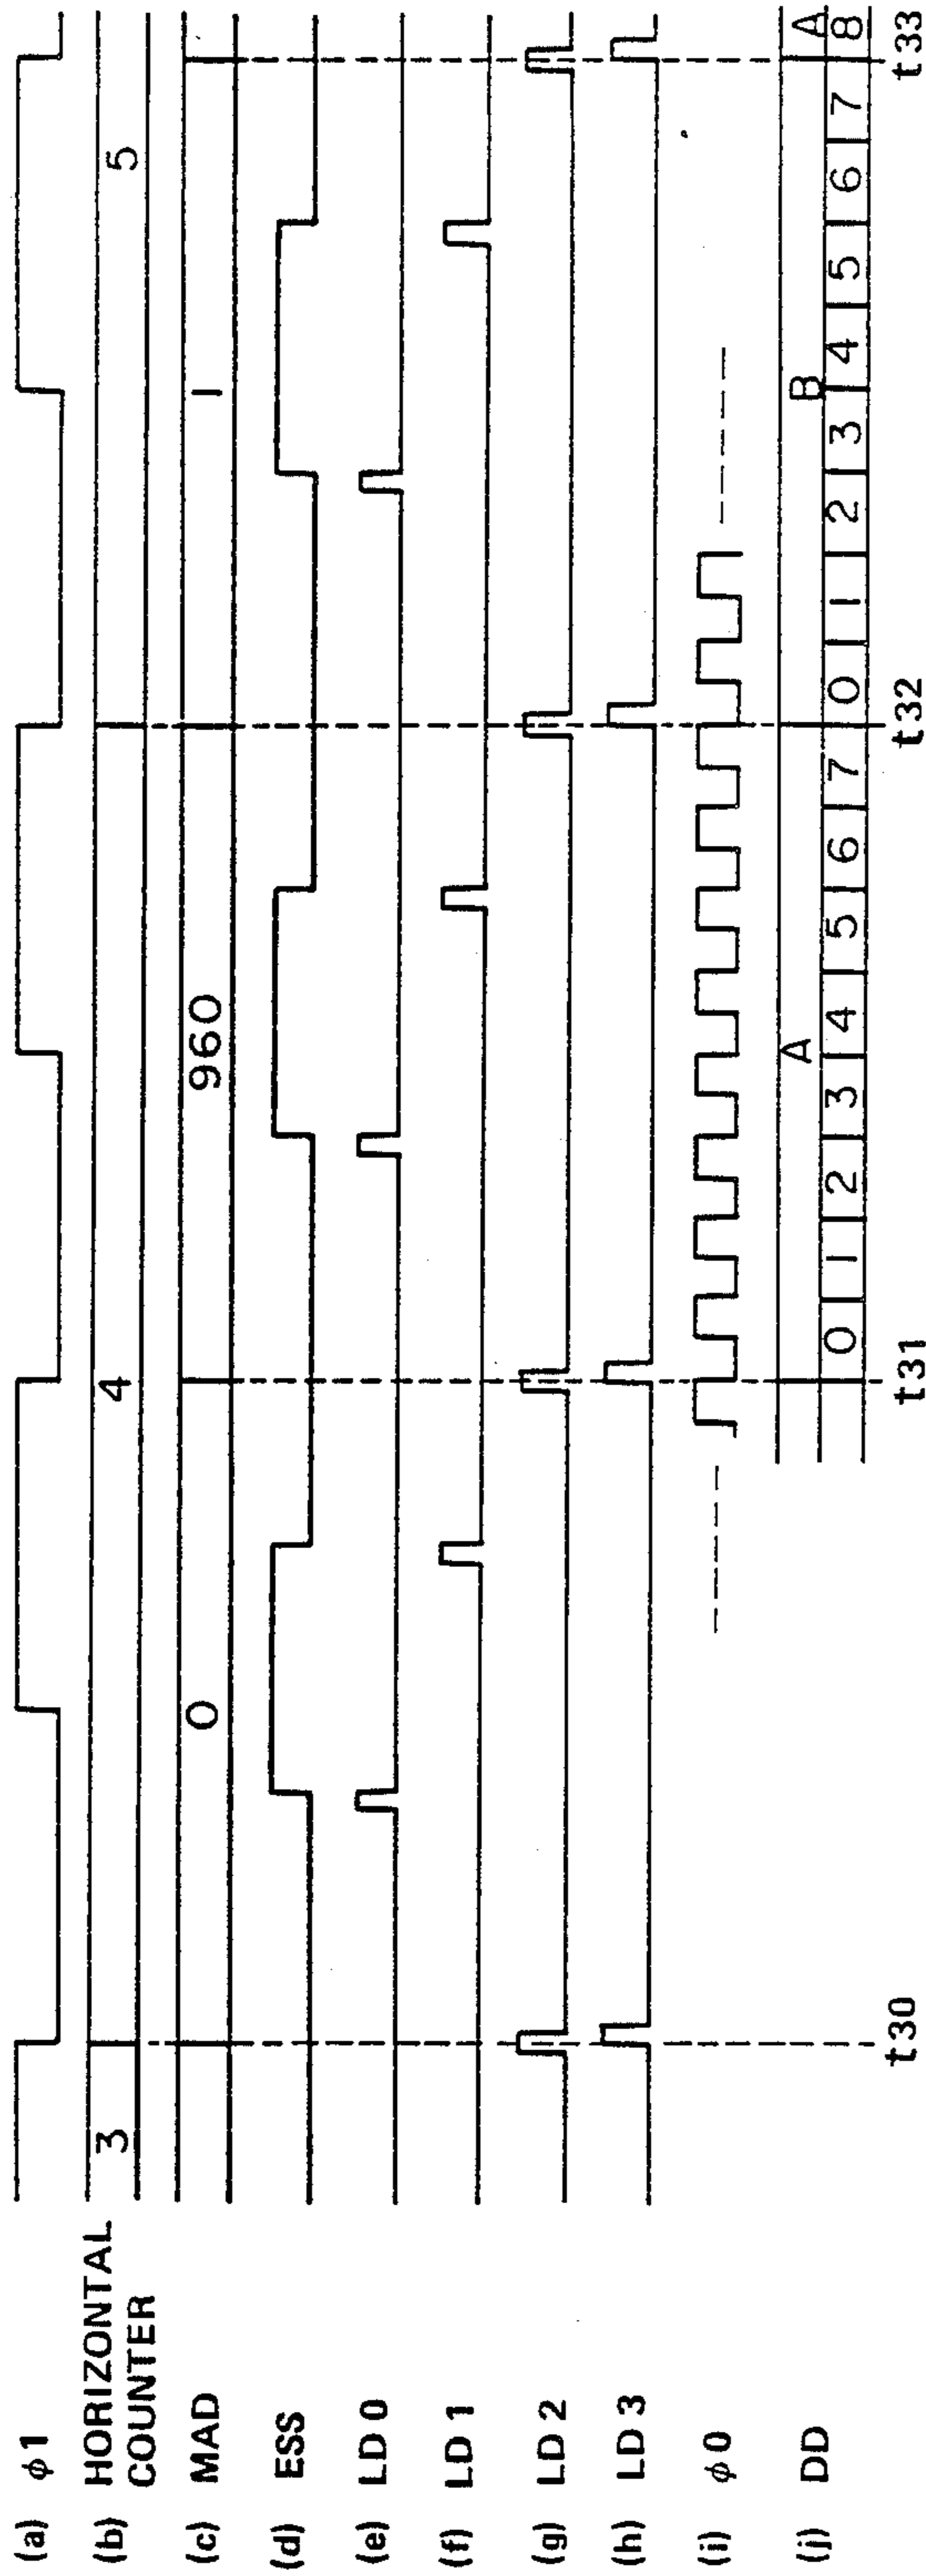 (a) φ1
(b) HORIZONTAL COUNTER 3 4 5
(c) MAD 0 960 1
(d) ESS
(e) LD 0
(f) LD 1
(g) LD 2
(h) LD 3
(i) φ0
(j) DD A B A
0 1 2 3 4 5 6 7 0 1 2 3 4 5 6 7 8
t30 t31 t32 t33